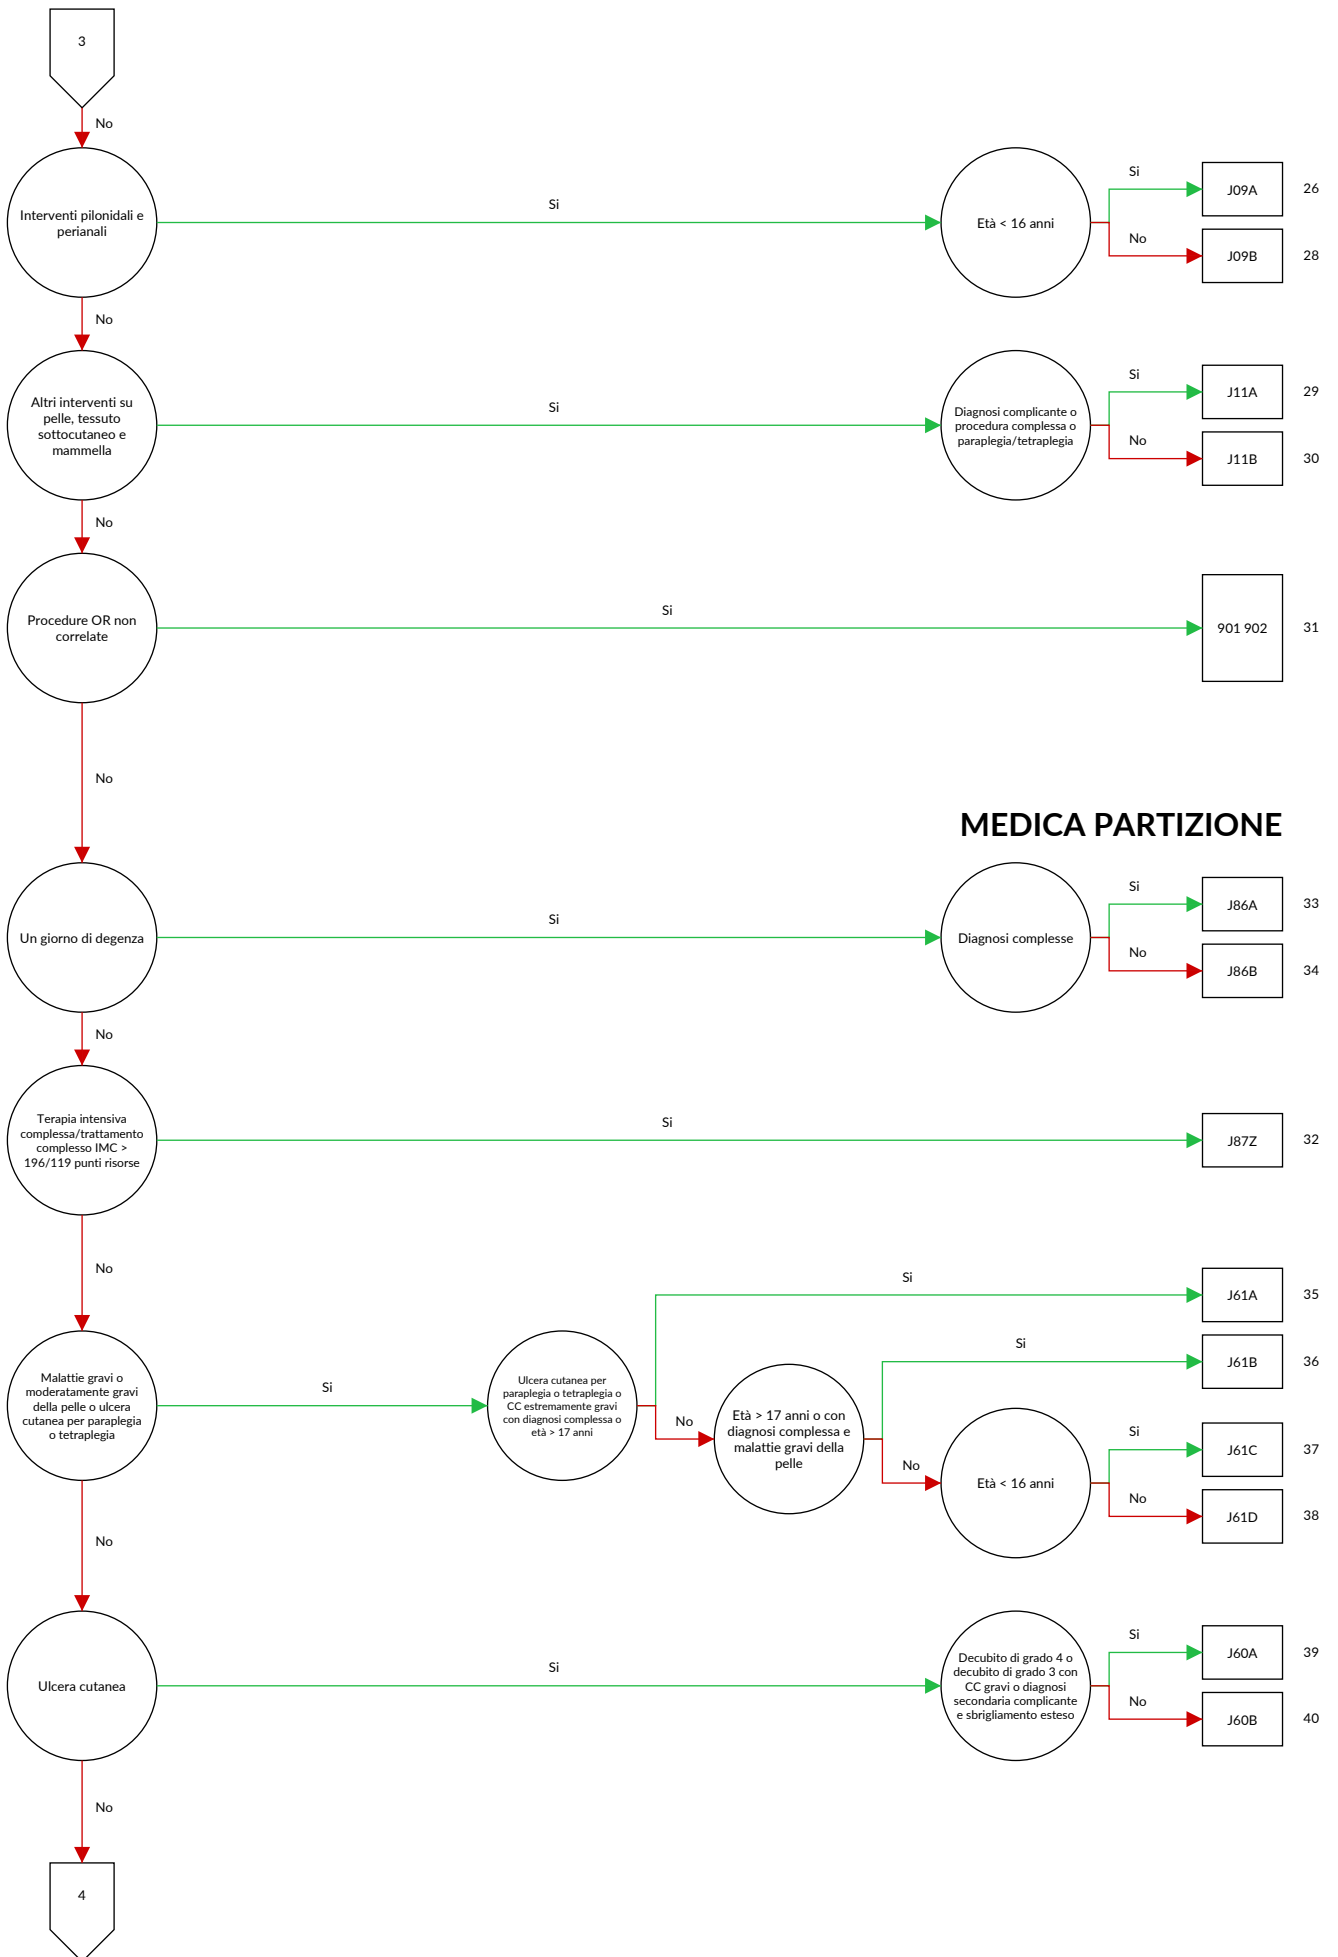 3
No
Interventi pilonidali e
perianali
Si
Età < 16 anni
Si
J09A
26
No
J09B
28
No
Altri interventi su
pelle, tessuto
sottocutaneo e
mammella
Si
Diagnosi complicante o
procedura complessa o
paraplegia/tetraplegia
Si
J11A
29
No
J11B
30
No
Procedure OR non
correlate
Si
901 902
31
No
MEDICA PARTIZIONE
Un giorno di degenza
Si
Diagnosi complesse
Si
J86A
33
No
J86B
34
No
Terapia intensiva
complessa/trattamento
complesso IMC >
196/119 punti risorse
Si
J87Z
32
No
Malattie gravi o
moderatamente gravi
della pelle o ulcera
cutanea per paraplegia
o tetraplegia
Si
Ulcera cutanea per
paraplegia o tetraplegia o
CC estremamente gravi
con diagnosi complessa o
età > 17 anni
Si
J61A
35
No
Età > 17 anni o con
diagnosi complessa e
malattie gravi della
pelle
Si
J61B
36
No
Età < 16 anni
Si
J61C
37
No
J61D
38
No
Ulcera cutanea
Si
Decubito di grado 4 o
decubito di grado 3 con
CC gravi o diagnosi
secondaria complicante
e sbrigliamento esteso
Si
J60A
39
No
J60B
40
No
4